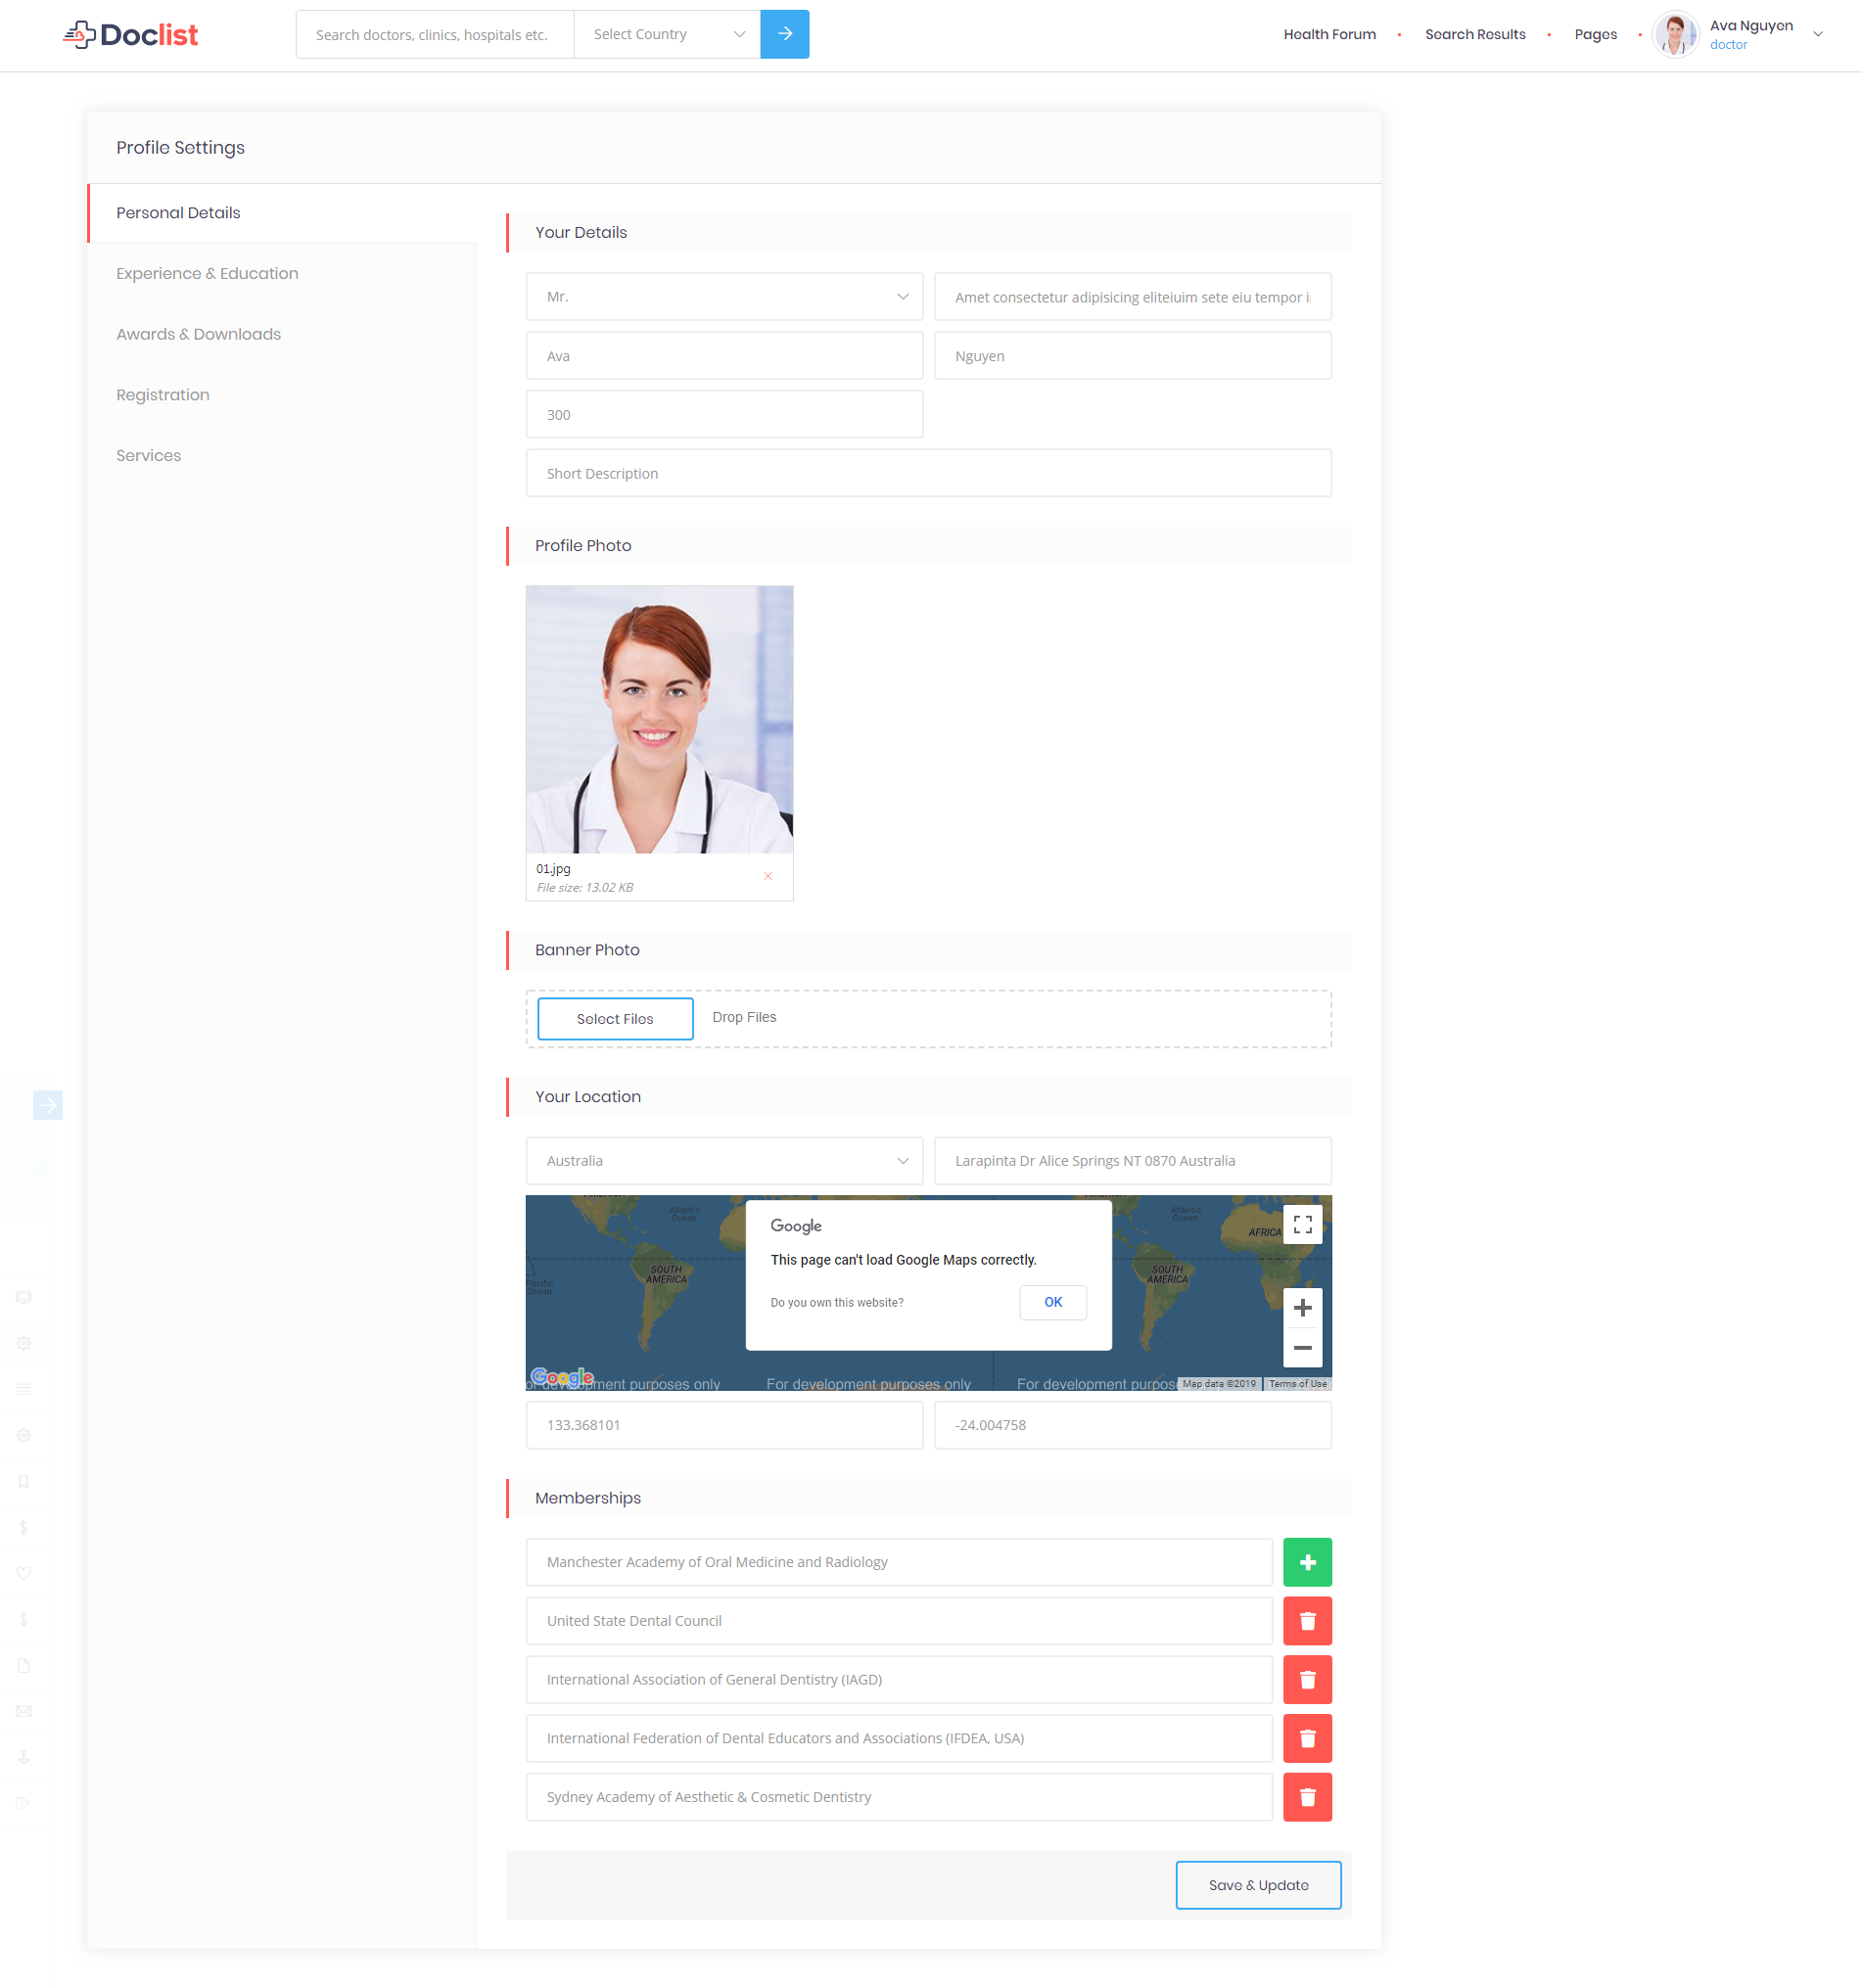 Doclist
Search doctors, clinics, hospitals etc.
Select Country
Health Forum
Search Results
Pages
Ava Nguyen
doctor
Profile Settings
Personal Details
Experience & Education
Awards & Downloads
Registration
Services
Your Details
Mr.
Amet consectetur adipisicing eliteiuim sete eiu tempor i
Ava
Nguyen
300
Short Description
Profile Photo
01.jpg
File size: 13.02 KB
Banner Photo
Select Files
Drop Files
Your Location
Australia
Larapinta Dr Alice Springs NT 0870 Australia
Atlantic
Ocean
Atlantic
Ocean
AFRICA
SOUTH
AMERICA
SOUTH
AMERICA
Pacific
Ocean
Google
This page can't load Google Maps correctly.
Do you own this website?
OK
Google
or development purposes only
For development purposes only
For development purpos
Map data ©2019
Terms of Use
133.368101
-24.004758
Memberships
Manchester Academy of Oral Medicine and Radiology
United State Dental Council
International Association of General Dentistry (IAGD)
International Federation of Dental Educators and Associations (IFDEA, USA)
Sydney Academy of Aesthetic & Cosmetic Dentistry
Save & Update